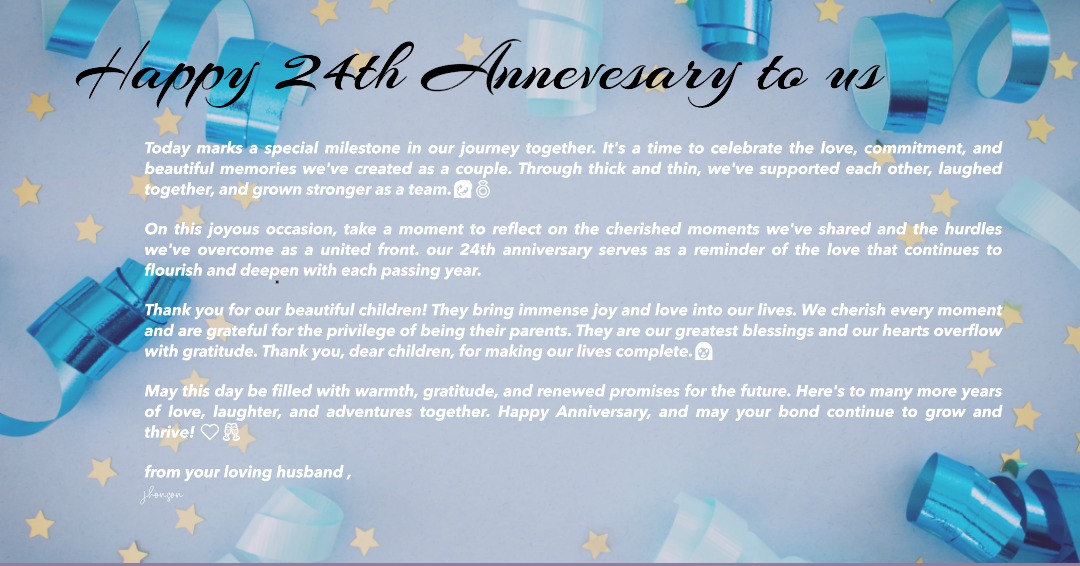 Happy 24th Annevesary to us
Today marks a special milestone in our journey together. It's a time to celebrate the love, commitment, and
beautiful memories we've created as a couple. Through thick and thin, we've supported each other, laughed
together, and grown stronger as a team.
On this joyous occasion, take a moment to reflect on the cherished moments we've shared and the hurdles
we've overcome as a united front. our 24th anniversary serves as a reminder of the love that continues to
flourish and deepen with each passing year.
Thank you for our beautiful children! They bring immense joy and love into our lives. We cherish every moment
and are grateful for the privilege of being their parents. They are our greatest blessings and our hearts overflow
with gratitude. Thank you, dear children, for making our lives complete.
May this day be filled with warmth, gratitude, and renewed promises for the future. Here's to many more years
of love, laughter, and adventures together. Happy Anniversary, and may your bond continue to grow and
thrive!
from your loving husband ,
jhonson